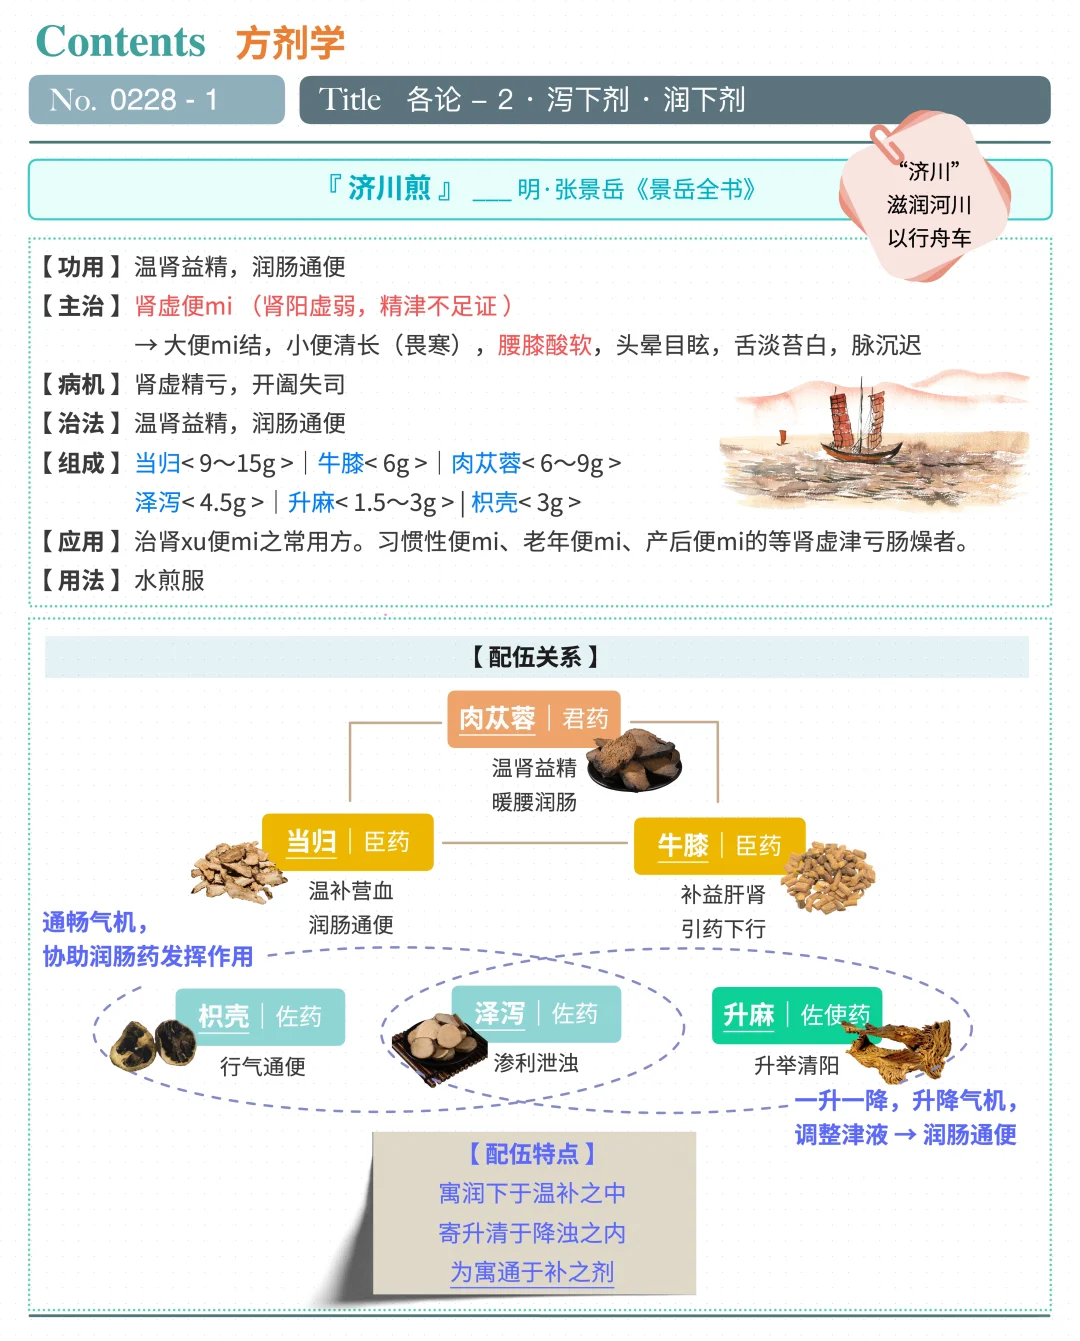 Contents 方剂学
No. 0228 - 1
Title 各论 – 2 · 泻下剂 · 润下剂
“济川”
滋润河川
以行舟车
『 济川煎 』 ___ 明·张景岳《景岳全书》
【 功用 】 温肾益精，润肠通便
【 主治 】 肾虚便mi （肾阳虚弱，精津不足证 ）
→ 大便mi结，小便清长（畏寒），腰膝酸软，头晕目眩，舌淡苔白，脉沉迟
【 病机 】 肾虚精亏，开阖失司
【 治法 】 温肾益精，润肠通便
【 组成 】 当归< 9～15g >｜牛膝< 6g >｜肉苁蓉< 6～9g >
泽泻< 4.5g >｜升麻< 1.5～3g > | 枳壳< 3g >
【 应用 】 治肾xu便mi之常用方。习惯性便mi、老年便mi、产后便mi的等肾虚津亏肠燥者。
【 用法 】 水煎服
【 配伍关系 】
肉苁蓉｜君药
温肾益精
暖腰润肠
当归｜臣药
温补营血
润肠通便
牛膝｜臣药
补益肝肾
引药下行
通畅气机，
协助润肠药发挥作用
枳壳｜佐药
行气通便
泽泻｜佐药
渗利泄浊
升麻｜佐使药
升举清阳
一升一降，升降气机，
调整津液 → 润肠通便
【 配伍特点 】
寓润下于温补之中
寄升清于降浊之内
为寓通于补之剂